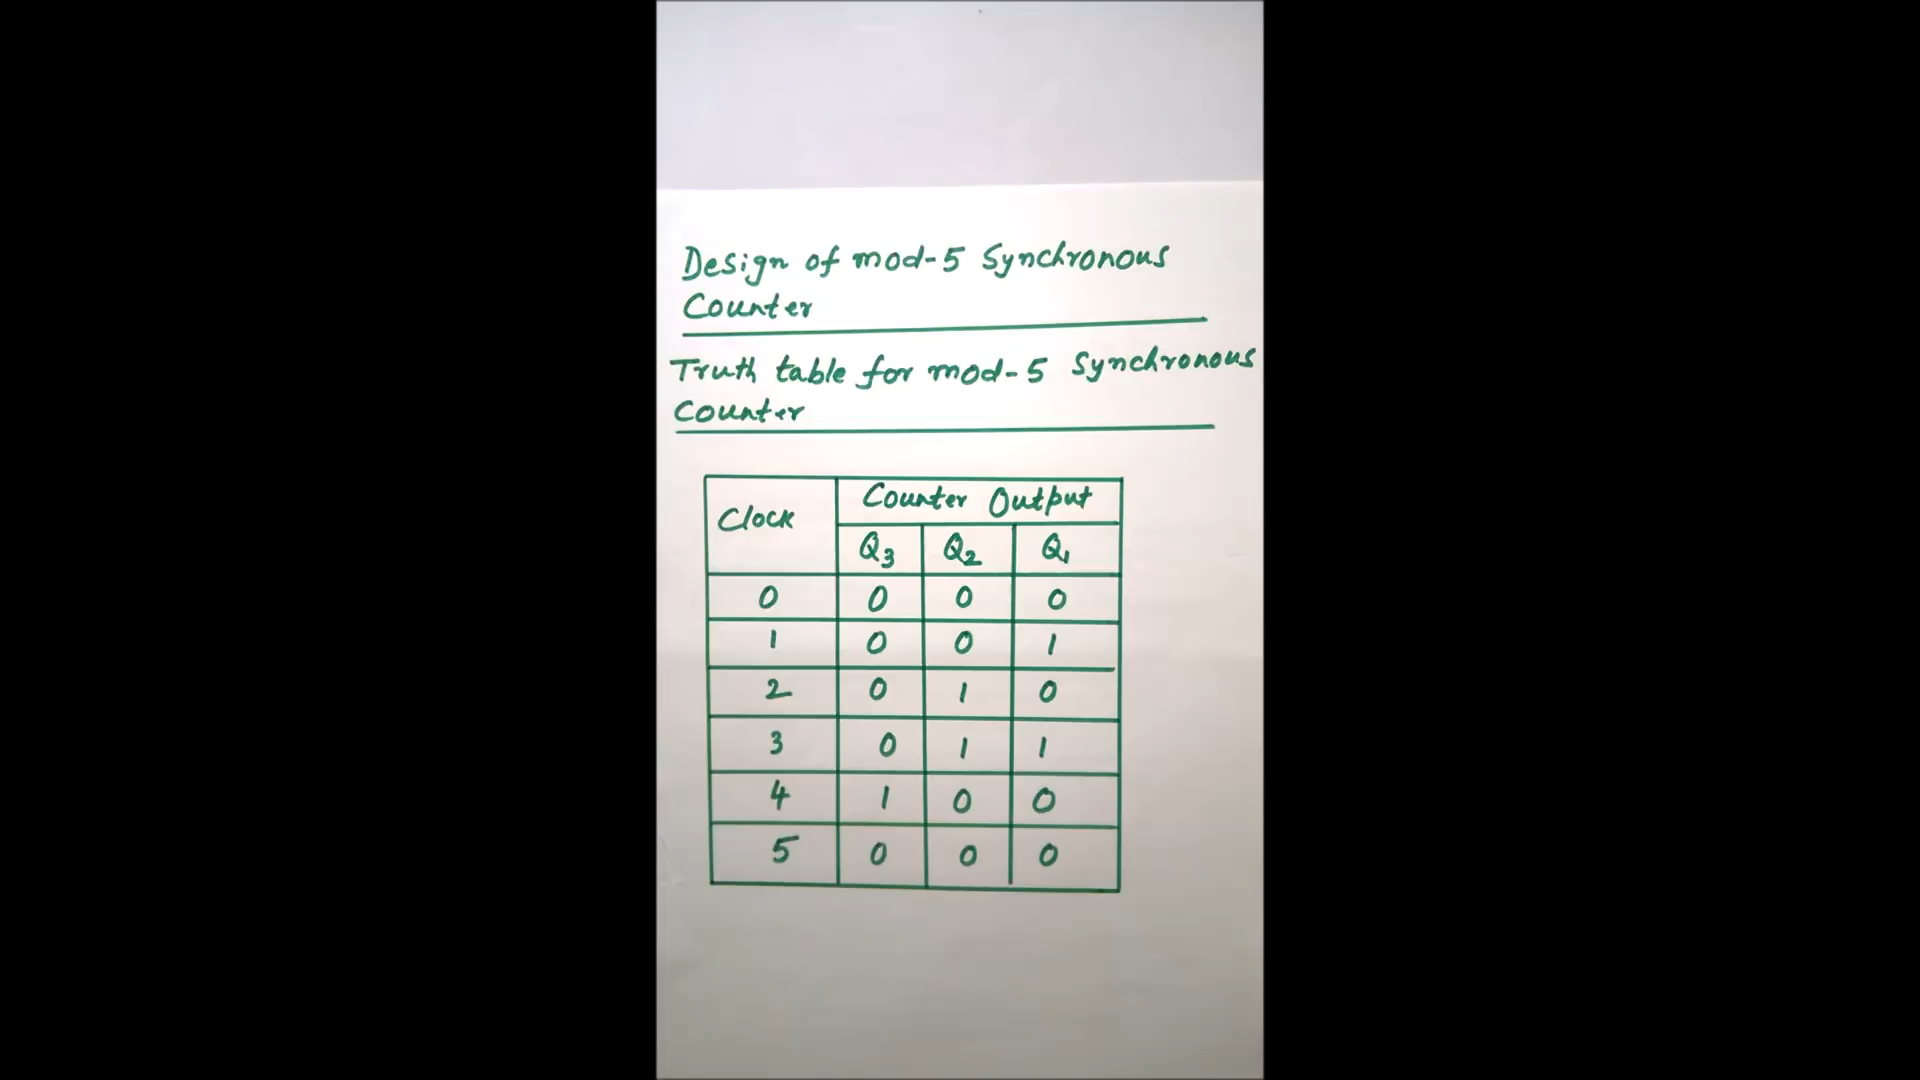 Design of mod-5 Synchronous
Counter
Truth table for mod-5 Synchronous
Counter
Clock Counter Output
Q3 Q2 Q1
0 0 0 0
1 0 0 1
2 0 1 0
3 0 1 1
4 1 0 0
5 0 0 0